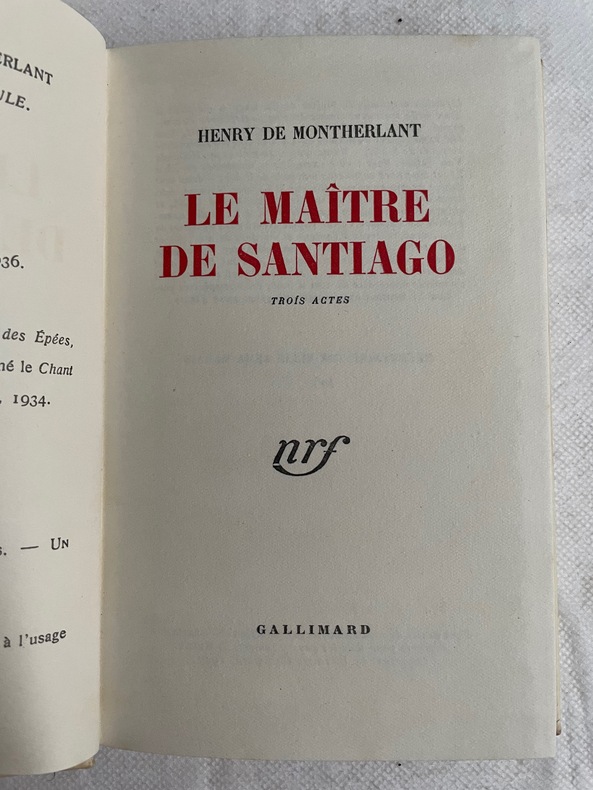 ERLANT
ULE.
36.
des Épées,
né le Chant
1934.
s. — UN
à l'usage
HENRY DE MONTHERLANT
LE MAÎTRE
DE SANTIAGO
TROIS ACTES
nrf
GALLIMARD